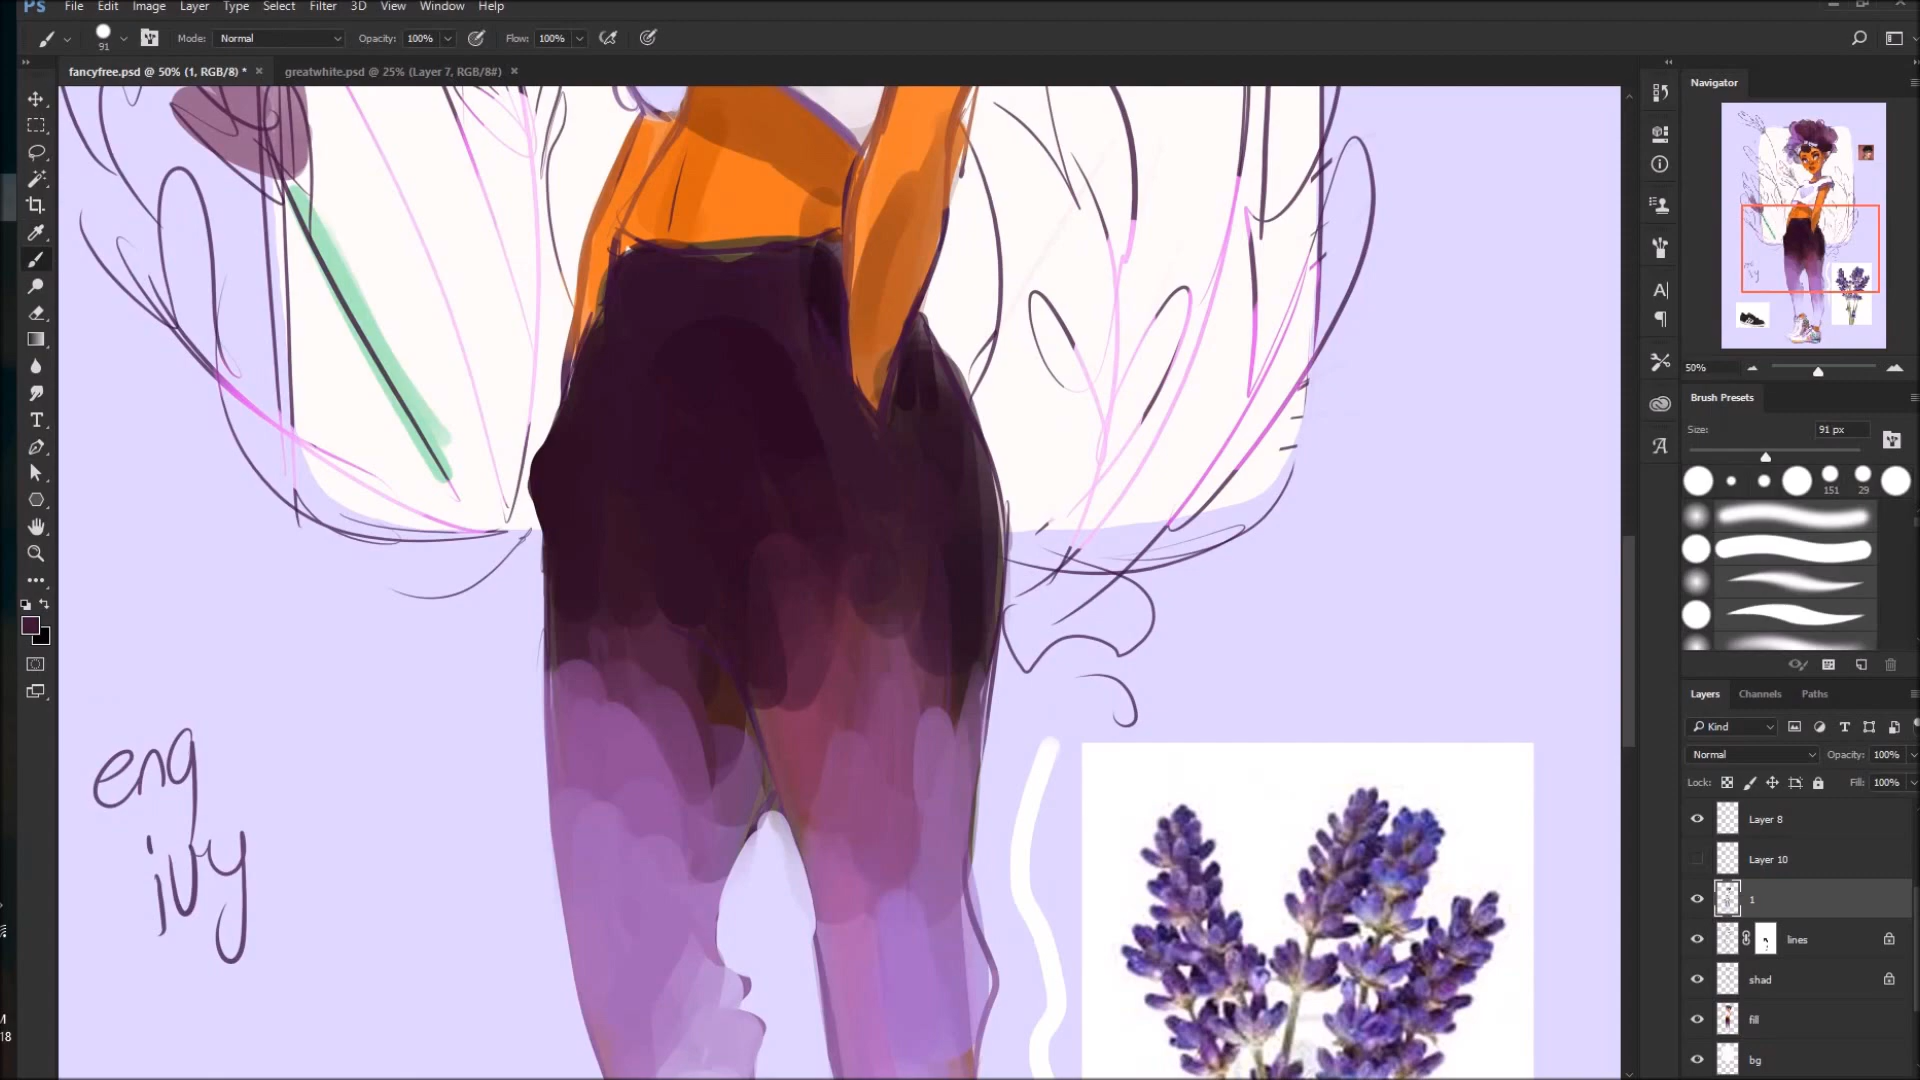 Ps File Edit Image Layer Type Select Filter 3D View Window Help
91 Mode: Normal Opacity: 100% Flow: 100%
fancyfree.psd @ 50% (1, RGB/8) * × greatwhite.psd @ 25% (Layer 7, RGB/8#) ×
Navigator
50%
Brush Presets
Size: 91 px
151 29
Layers Channels Paths
Kind
Normal Opacity: 100%
Lock: Fill: 100%
Layer 8
Layer 10
1
lines
shad
fill
bg
eng
ivy
M
18